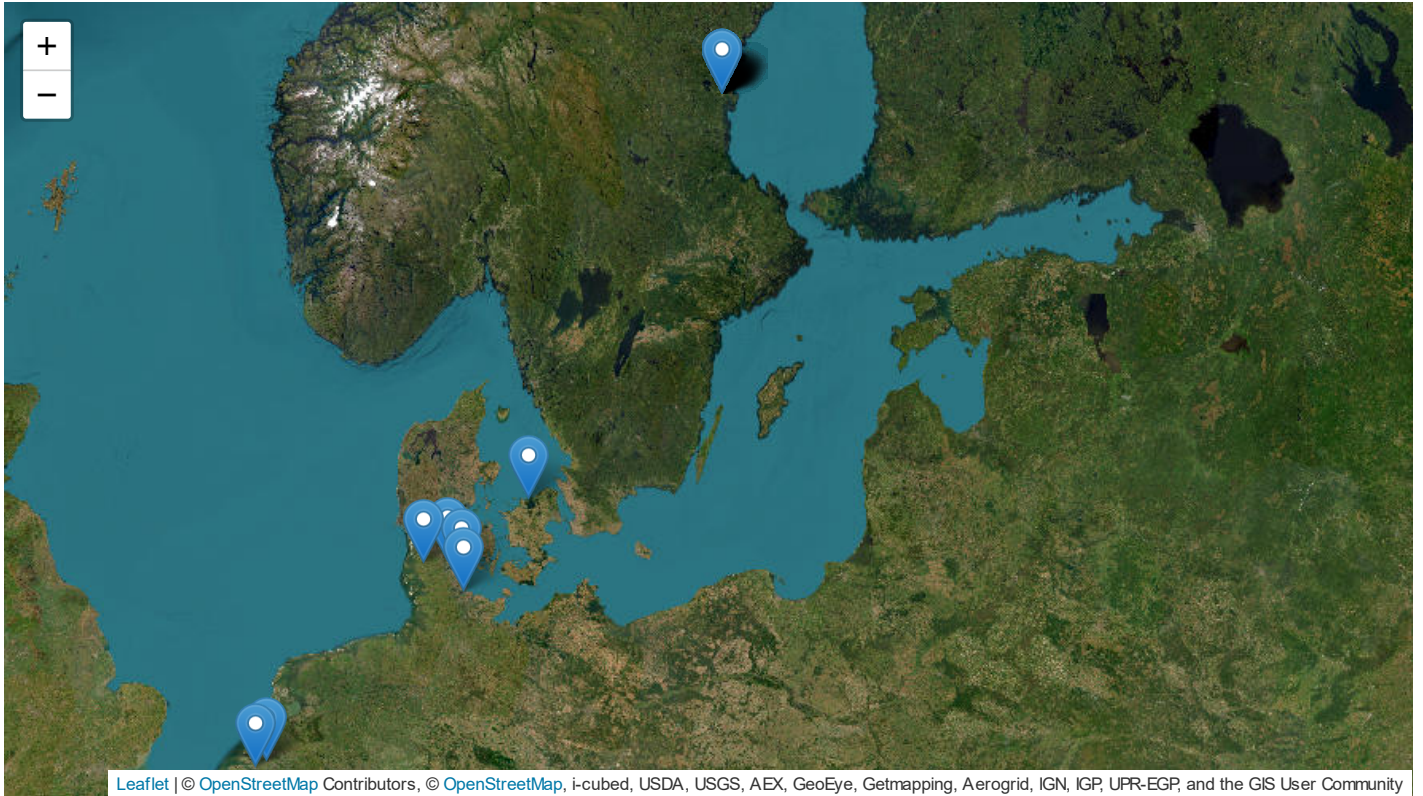 +
−
Leaflet | © OpenStreetMap Contributors, © OpenStreetMap, i-cubed, USDA, USGS, AEX, GeoEye, Getmapping, Aerogrid, IGN, IGP, UPR-EGP, and the GIS User Community